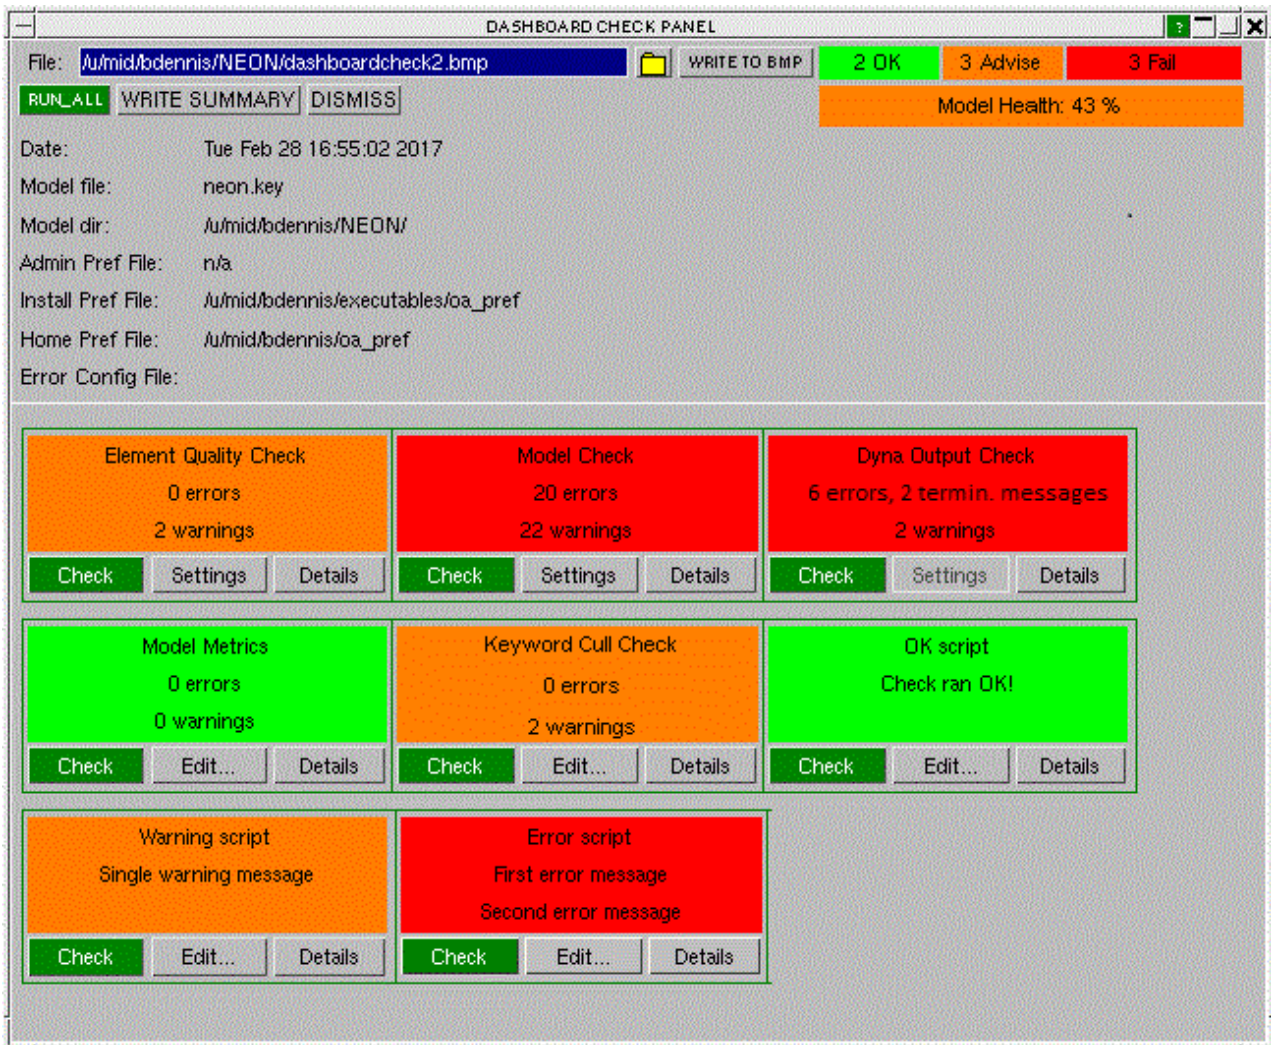 DASHBOARD CHECK PANEL ?
File: /u/mid/bdennis/NEON/dashboardcheck2.bmp WRITE TO BMP 2 OK 3 Advise 3 Fail
RUN_ALL WRITE SUMMARY DISMISS Model Health: 43 %
Date: Tue Feb 28 16:55:02 2017
Model file: neon.key
Model dir: /u/mid/bdennis/NEON/
Admin Pref File: n/a
Install Pref File: /u/mid/bdennis/executables/oa_pref
Home Pref File: /u/mid/bdennis/oa_pref
Error Config File:
Element Quality Check
0 errors
2 warnings
Check Settings Details
Model Check
20 errors
22 warnings
Check Settings Details
Dyna Output Check
6 errors, 2 termin. messages
2 warnings
Check Settings Details
Model Metrics
0 errors
0 warnings
Check Edit... Details
Keyword Cull Check
0 errors
2 warnings
Check Edit... Details
OK script
Check ran OK!
Check Edit... Details
Warning script
Single warning message
Check Edit... Details
Error script
First error message
Second error message
Check Edit... Details